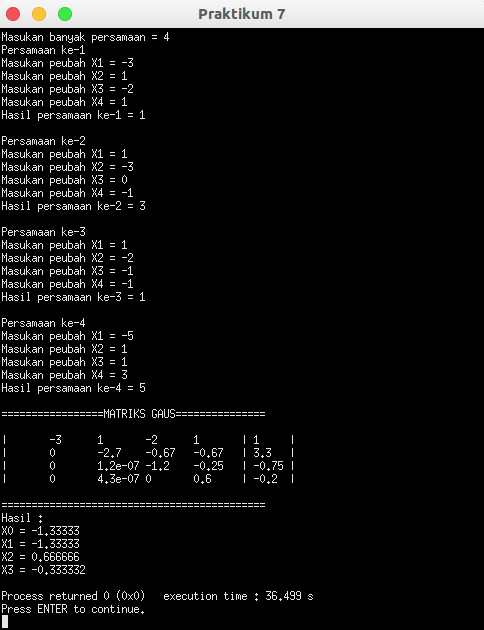 Praktikum 7
Masukan banyak persamaan = 4
Persamaan ke-1
Masukan peubah X1 = -3
Masukan peubah X2 = 1
Masukan peubah X3 = -2
Masukan peubah X4 = 1
Hasil persamaan ke-1 = 1
Persamaan ke-2
Masukan peubah X1 = 1
Masukan peubah X2 = -3
Masukan peubah X3 = 0
Masukan peubah X4 = -1
Hasil persamaan ke-2 = 3
Persamaan ke-3
Masukan peubah X1 = 1
Masukan peubah X2 = -2
Masukan peubah X3 = -1
Masukan peubah X4 = -1
Hasil persamaan ke-3 = 1
Persamaan ke-4
Masukan peubah X1 = -5
Masukan peubah X2 = 1
Masukan peubah X3 = 1
Masukan peubah X4 = 3
Hasil persamaan ke-4 = 5
=================MATRIKS GAUS===============
| -3 1 -2 1 | 1 |
| 0 -2.7 -0.67 -0.67 | 3.3 |
| 0 1.2e-07 -1.2 -0.25 | -0.75 |
| 0 4.3e-07 0 0.6 | -0.2 |
============================================
Hasil :
X0 = -1.33333
X1 = -1.33333
X2 = 0.666666
X3 = -0.333332
Process returned 0 (0x0) execution time : 36.499 s
Press ENTER to continue.